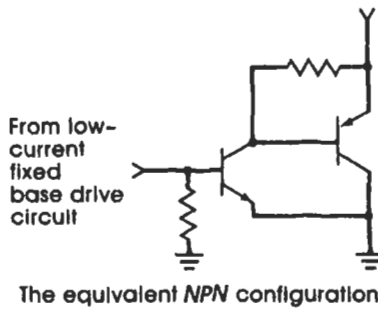 From low-
current
fixed
base drive
circuit
The equivalent NPN configuration